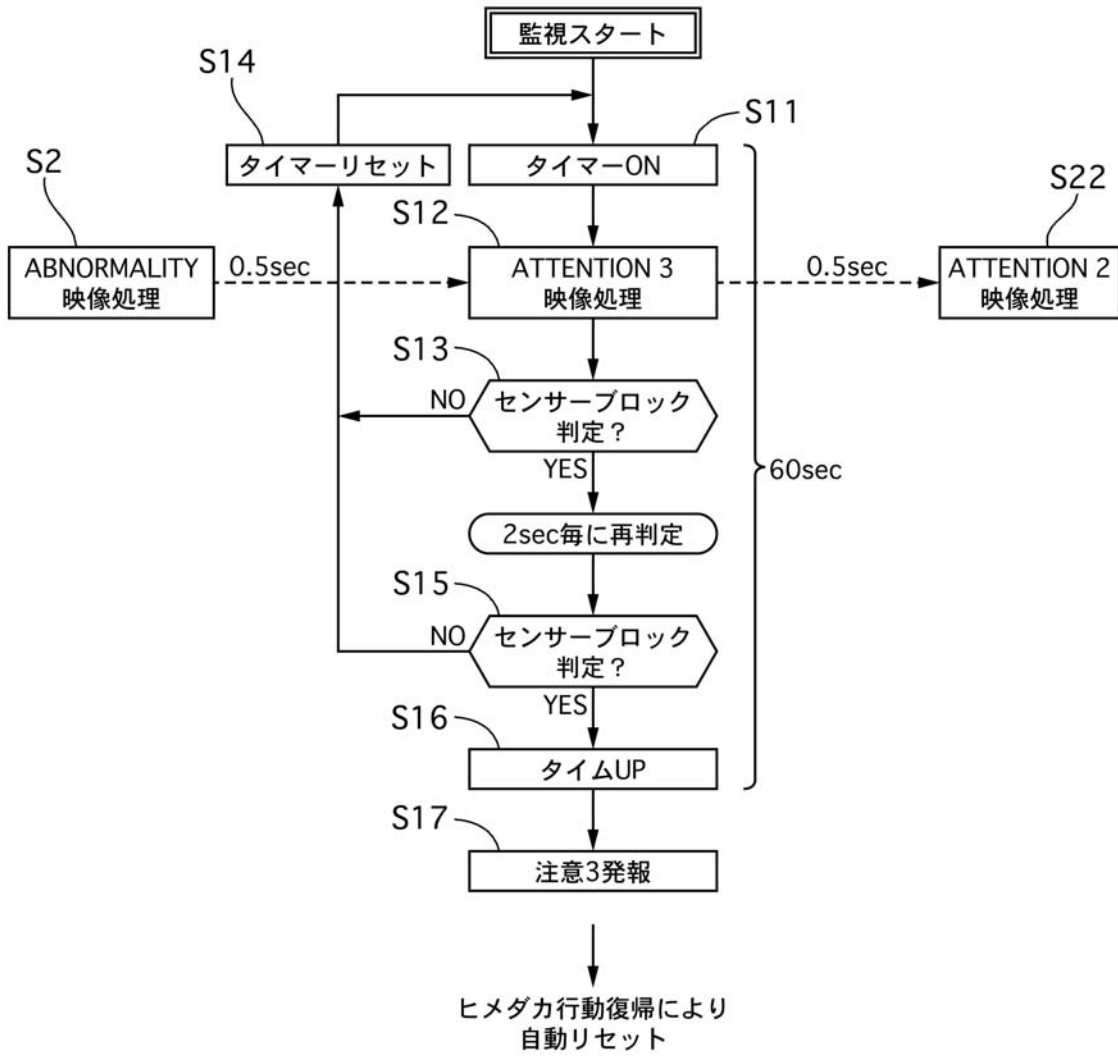 監視スタート
S14
S11
タイマーリセット
タイマーON
S2
S12
S22
ABNORMALITY
映像処理
0.5sec
ATTENTION 3
映像処理
0.5sec
ATTENTION 2
映像処理
S13
NO
センサーブロック
判定？
YES
60sec
2sec毎に再判定
S15
NO
センサーブロック
判定？
YES
S16
タイムUP
S17
注意3発報
ヒメダカ行動復帰により
自動リセット